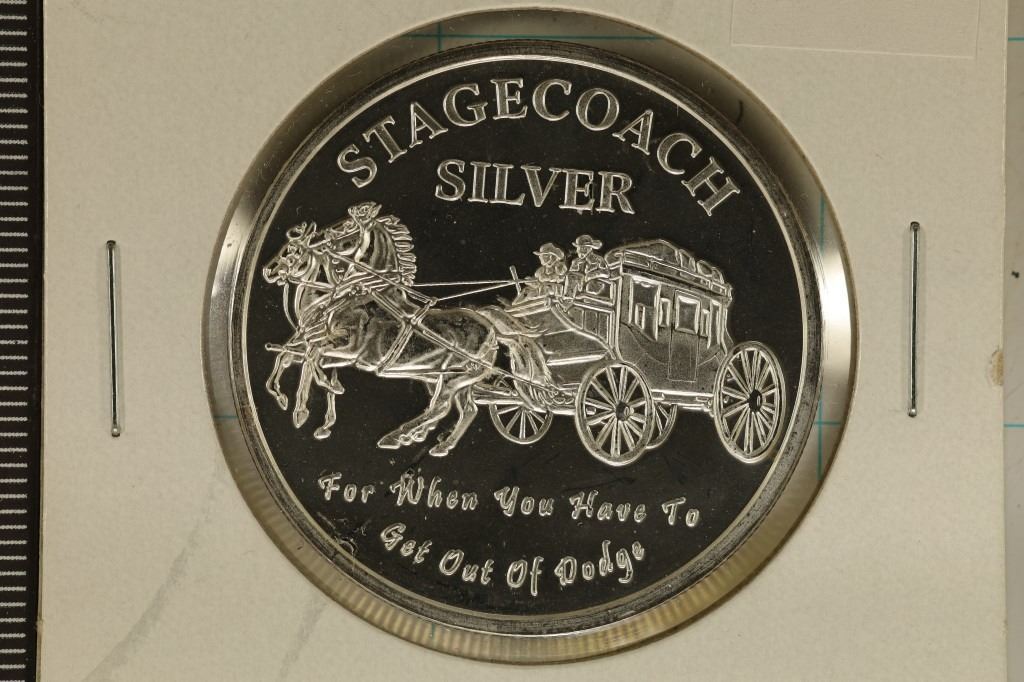 STAGECOACH
SILVER
For When You Have To
Get Out Of Dodge